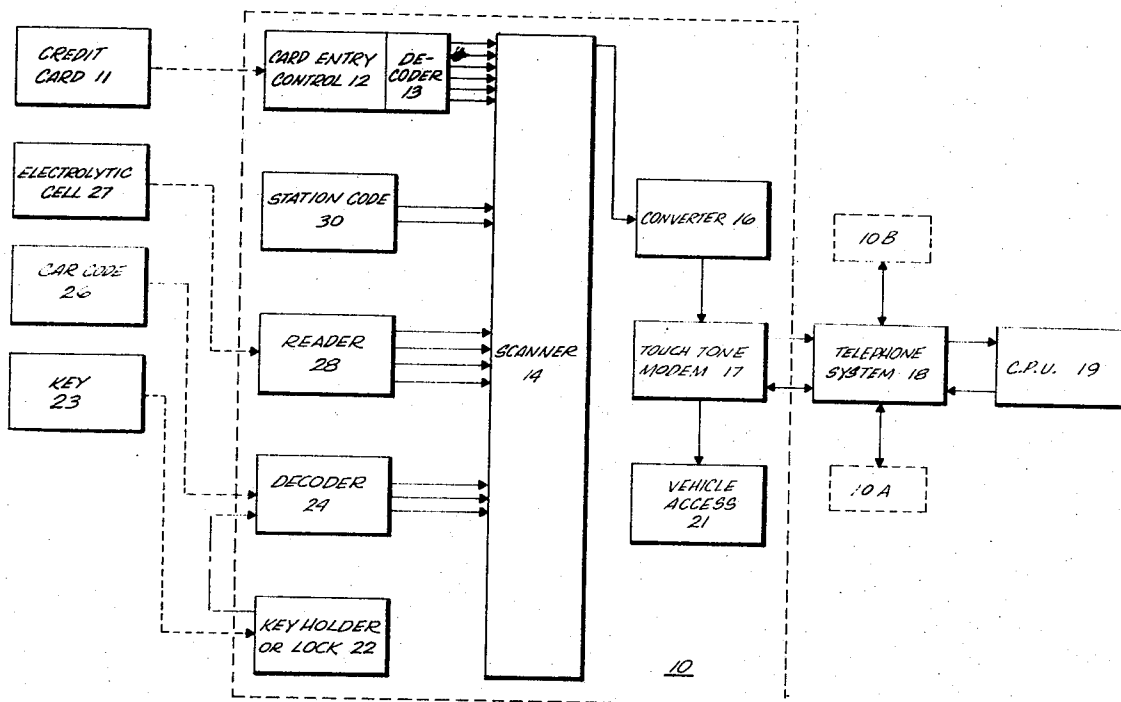 CREDIT
CARD 11
CARD ENTRY
CONTROL 12
DE-
CODER
13
ELECTROLYTIC
CELL 27
STATION CODE
30
CAR CODE
26
READER
28
KEY
23
DECODER
24
KEY HOLDER
OR LOCK 22
SCANNER
14
CONVERTER 16
TOUCH TONE
MODEM 17
VEHICLE
ACCESS
21
10
10B
TELEPHONE
SYSTEM 18
10A
C.P.U. 19